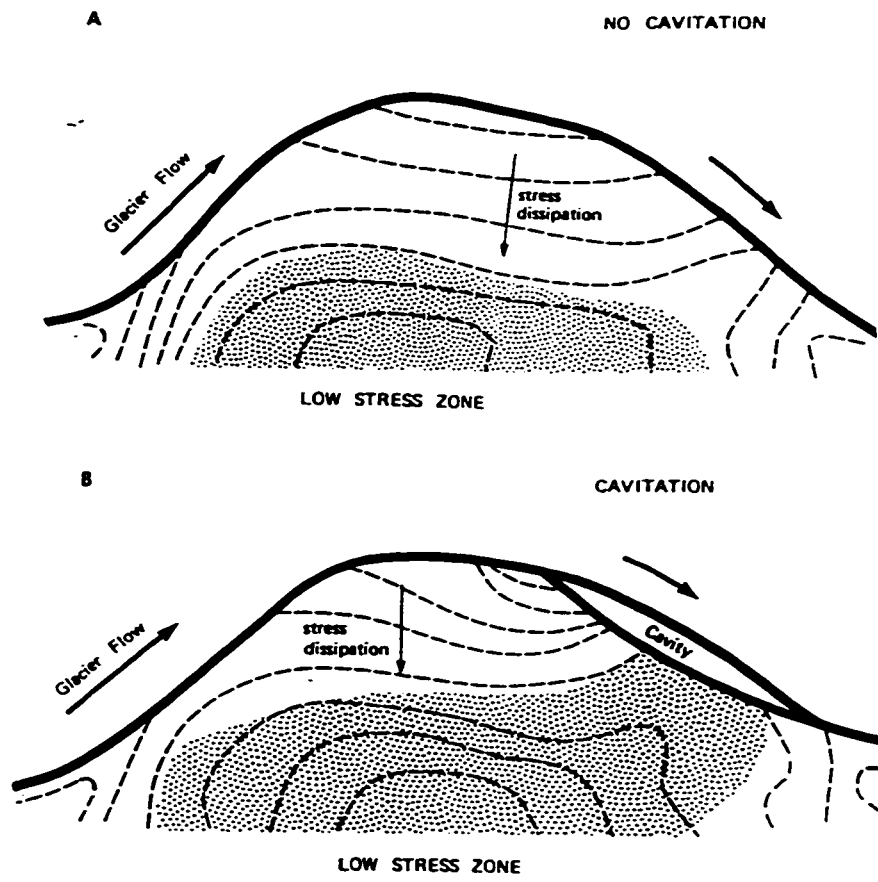 A
NO CAVITATION
Glacier Flow
stress
dissipation
LOW STRESS ZONE
B
CAVITATION
Glacier Flow
stress
dissipation
Cavity
LOW STRESS ZONE